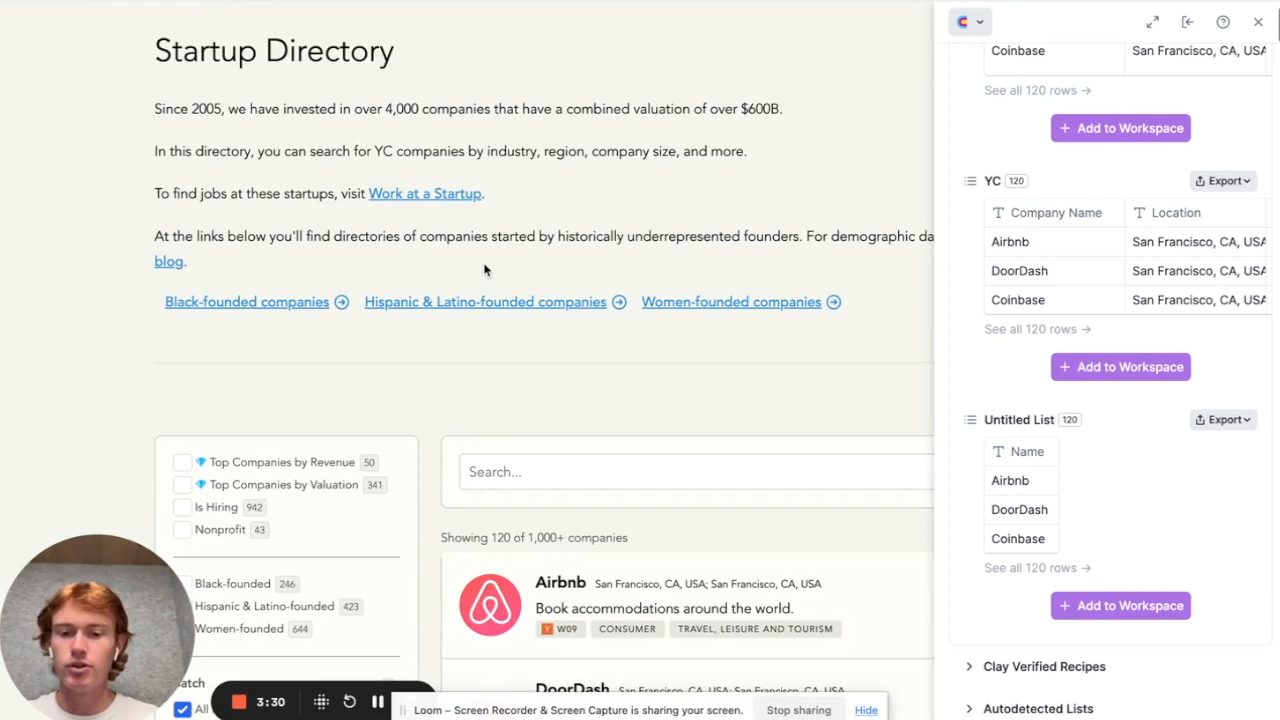 Startup Directory
Since 2005, we have invested in over 4,000 companies that have a combined valuation of over $600B.
In this directory, you can search for YC companies by industry, region, company size, and more.
To find jobs at these startups, visit Work at a Startup.
At the links below you'll find directories of companies started by historically underrepresented founders. For demographic da
blog.
Black-founded companies
Hispanic & Latino-founded companies
Women-founded companies
Top Companies by Revenue 50
Top Companies by Valuation 341
Is Hiring 942
Nonprofit 43
Black-founded 246
Hispanic & Latino-founded 423
Women-founded 644
atch
All
Search...
Showing 120 of 1,000+ companies
Airbnb San Francisco, CA, USA; San Francisco, CA, USA
Book accommodations around the world.
Y W09 CONSUMER TRAVEL, LEISURE AND TOURISM
DoorDash San Francisco, CA, USA; San Francisco, CA, USA
3:30
Loom – Screen Recorder & Screen Capture is sharing your screen. Stop sharing Hide
Coinbase San Francisco, CA, USA
See all 120 rows →
+ Add to Workspace
YC 120 Export
T Company Name T Location
Airbnb San Francisco, CA, USA
DoorDash San Francisco, CA, USA
Coinbase San Francisco, CA, USA
See all 120 rows →
+ Add to Workspace
Untitled List 120 Export
T Name
Airbnb
DoorDash
Coinbase
See all 120 rows →
+ Add to Workspace
Clay Verified Recipes
Autodetected Lists